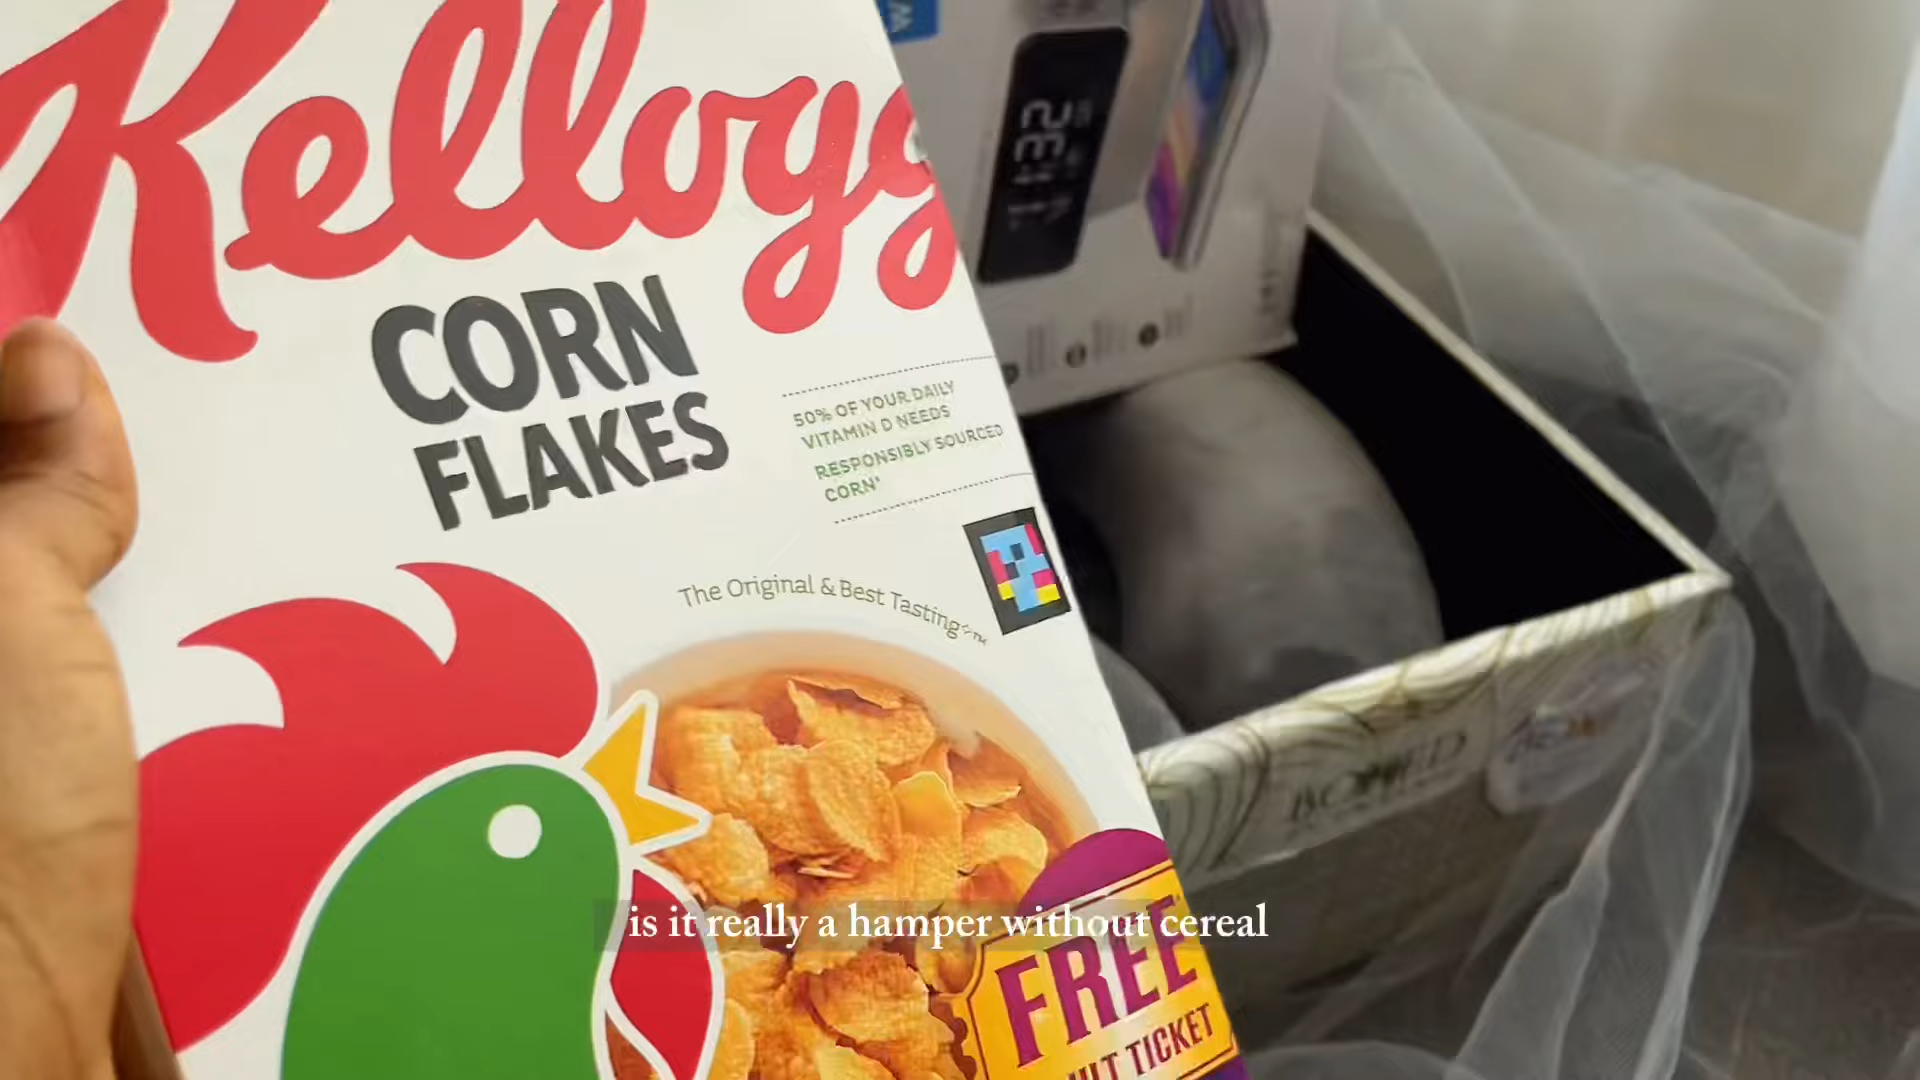 Kellogg
CORN
FLAKES
50% OF YOUR DAILY
VITAMIN D NEEDS
RESPONSIBLY SOURCED
CORN*
The Original & Best Tasting
is it really a hamper without cereal
FREE
TICKET